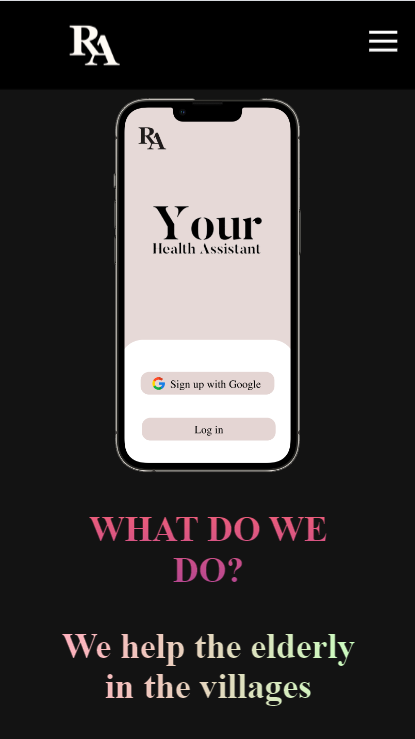 RA
RA
Your
Health Assistant
Sign up with Google
Log in
WHAT DO WE
DO?
We help the elderly
in the villages